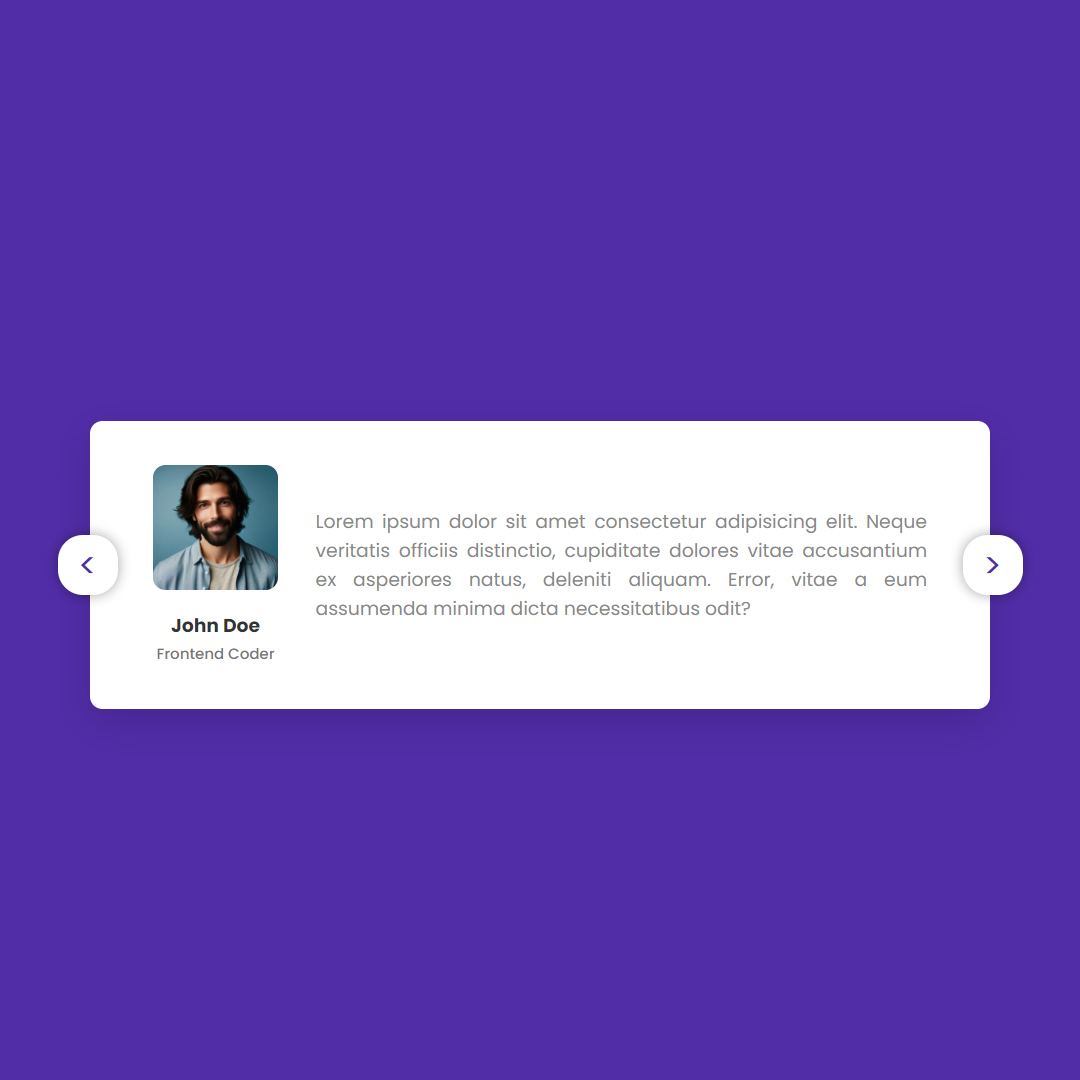 John Doe
Frontend Coder
Lorem ipsum dolor sit amet consectetur adipisicing elit. Neque
veritatis officiis distinctio, cupiditate dolores vitae accusantium
ex asperiores natus, deleniti aliquam. Error, vitae a eum
assumenda minima dicta necessitatibus odit?